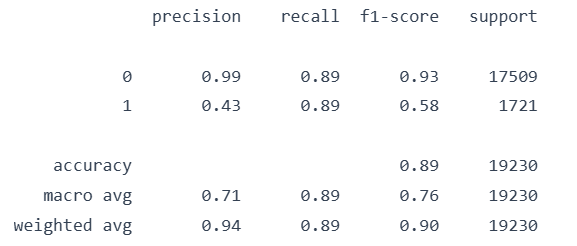 precision recall f1-score support
0 0.99 0.89 0.93 17509
1 0.43 0.89 0.58 1721
accuracy 0.89 19230
macro avg 0.71 0.89 0.76 19230
weighted avg 0.94 0.89 0.90 19230